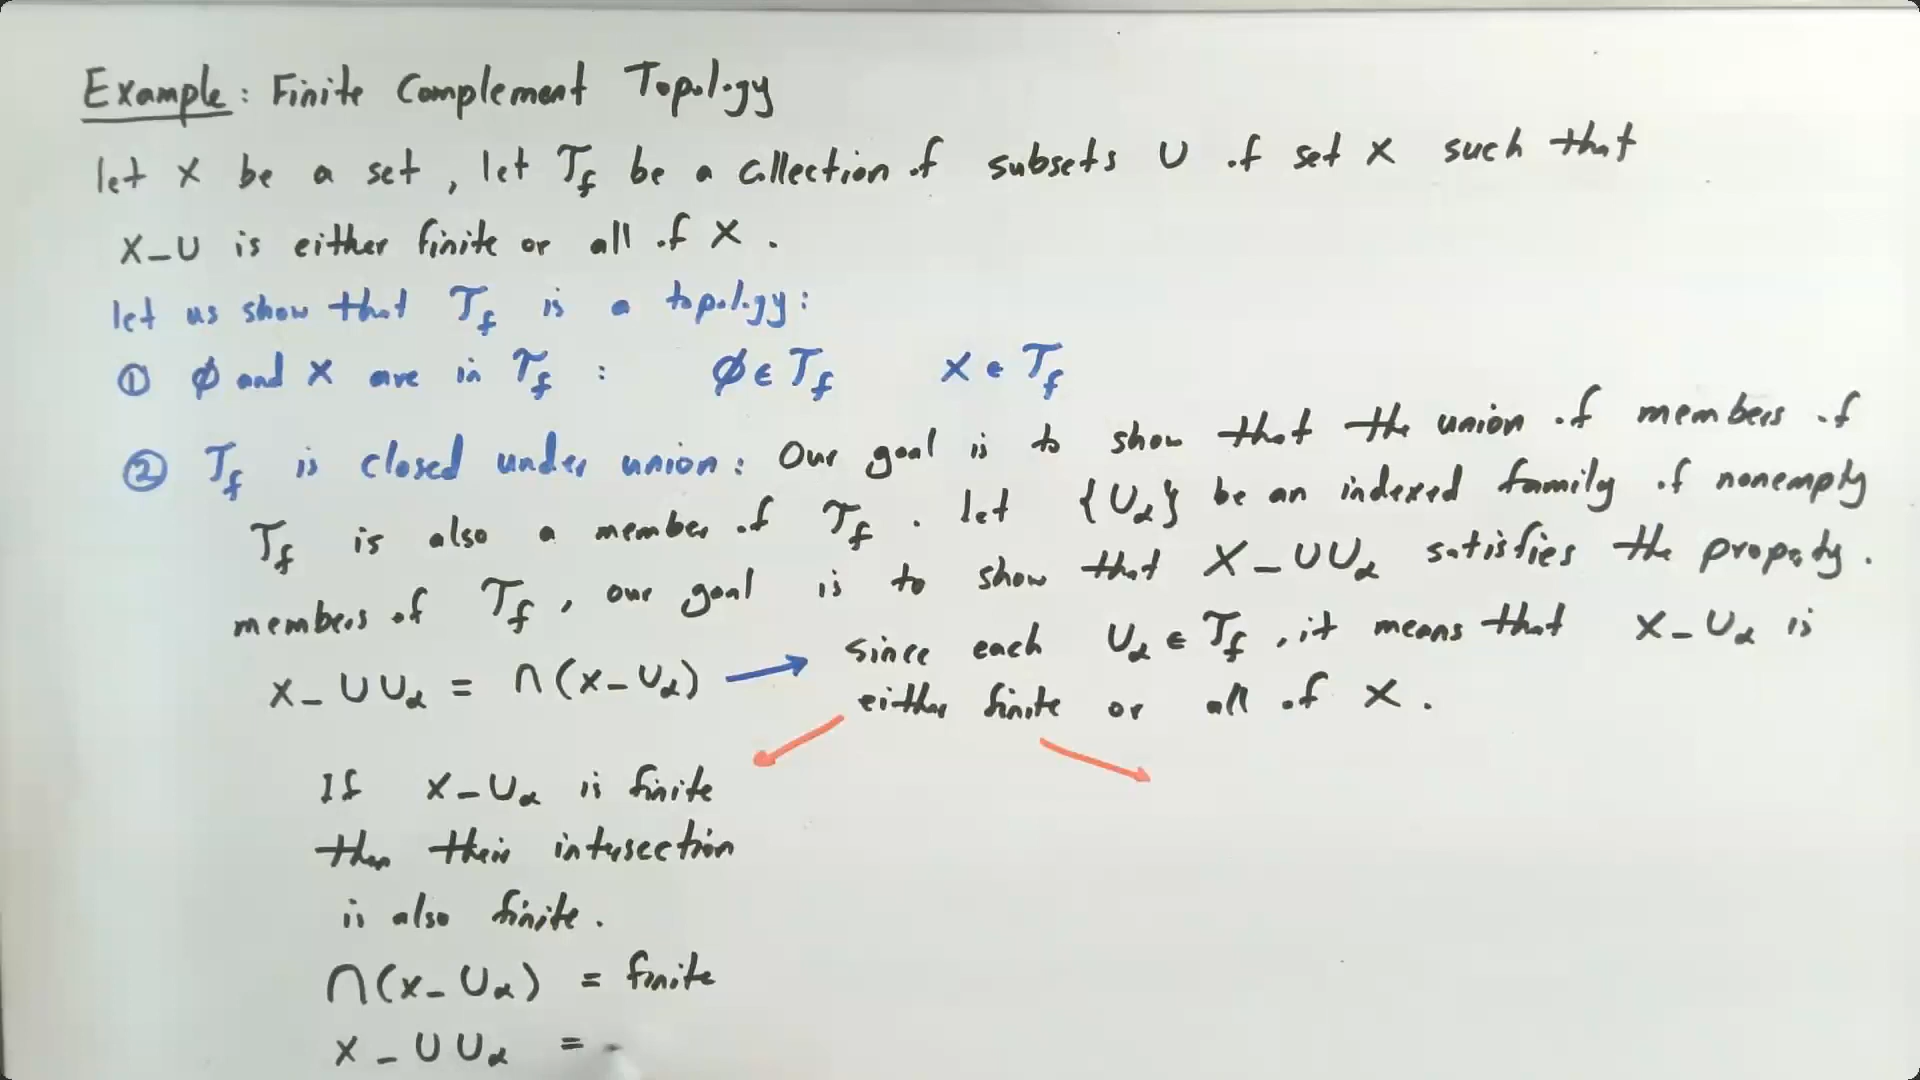 Example: Finite Complement Topology
let X be a set, let T_f be a collection of subsets U of set X such that
X - U is either finite or all of X.
let us show that T_f is a topology:
① ∅ and X are in T_f : ∅ ∈ T_f X ∈ T_f
② T_f is closed under union: Our goal is to show that the union of members of
T_f is also a member of T_f. let {U_α} be an indexed family of nonempty
members of T_f, our goal is to show that X - ∪U_α satisfies the property.
X - ∪U_α = ∩(X - U_α) → since each U_α ∈ T_f, it means that X - U_α is
either finite or all of X.
If X - U_α is finite
then their intersection
is also finite.
∩(X - U_α) = finite
X - ∪U_α =